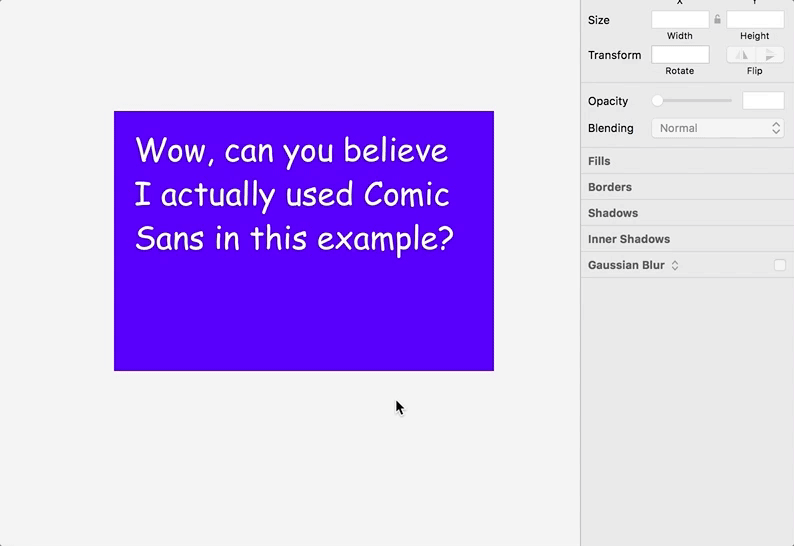 X Y
Size
Width Height
Transform
Rotate Flip
Opacity
Blending Normal
Fills
Borders
Shadows
Inner Shadows
Gaussian Blur
Wow, can you believe
I actually used Comic
Sans in this example?